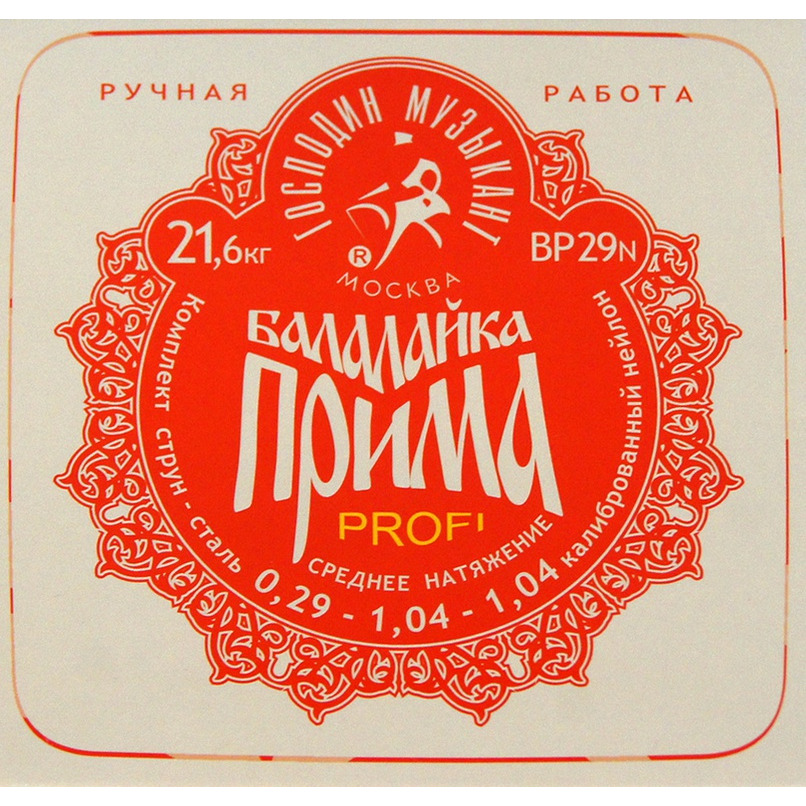 РУЧНАЯ РАБОТА
ГОСПОДИН МУЗЫКАНТ
®
МОСКВА
21,6кг
BP29N
БАЛАЛАЙКА
ПРИМА
PROFI
СРЕДНЕЕ НАТЯЖЕНИЕ
Комплект струн - сталь 0,29 - 1,04 - 1,04 калиброванный нейлон